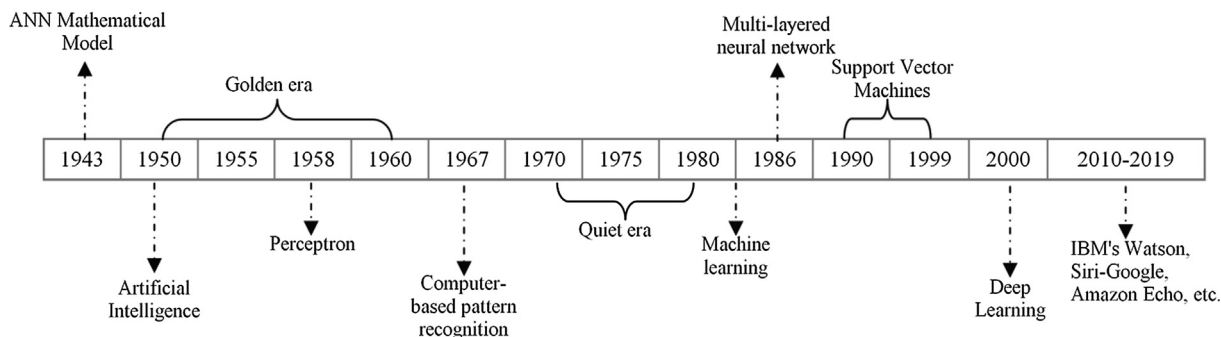 ANN Mathematical
Model
Golden era
Multi-layered
neural network
Support Vector
Machines
1943 1950 1955 1958 1960 1967 1970 1975 1980 1986 1990 1999 2000 2010-2019
Artificial
Intelligence
Perceptron
Computer-
based pattern
recognition
Quiet era
Machine
learning
Deep
Learning
IBM's Watson,
Siri-Google,
Amazon Echo, etc.